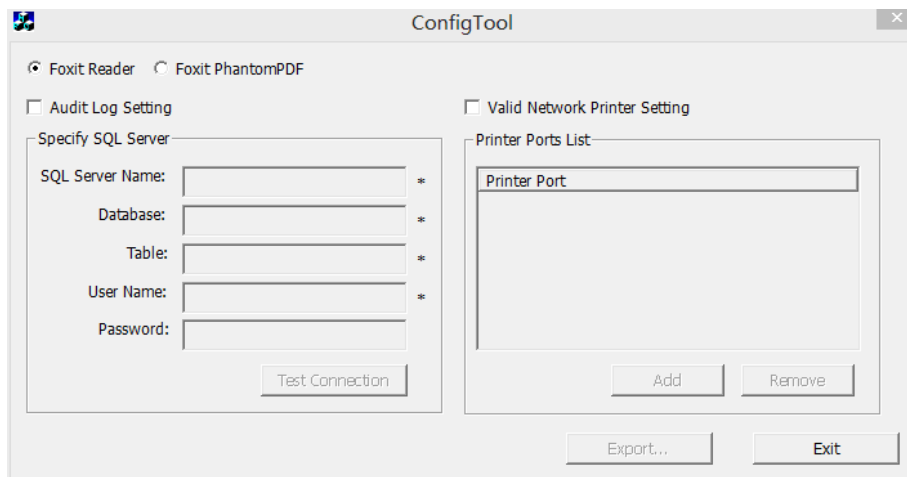 ConfigTool
Foxit Reader Foxit PhantomPDF
Audit Log Setting
Valid Network Printer Setting
Specify SQL Server
Printer Ports List
SQL Server Name: *
Printer Port
Database: *
Table: *
User Name: *
Password:
Test Connection
Add Remove
Export... Exit